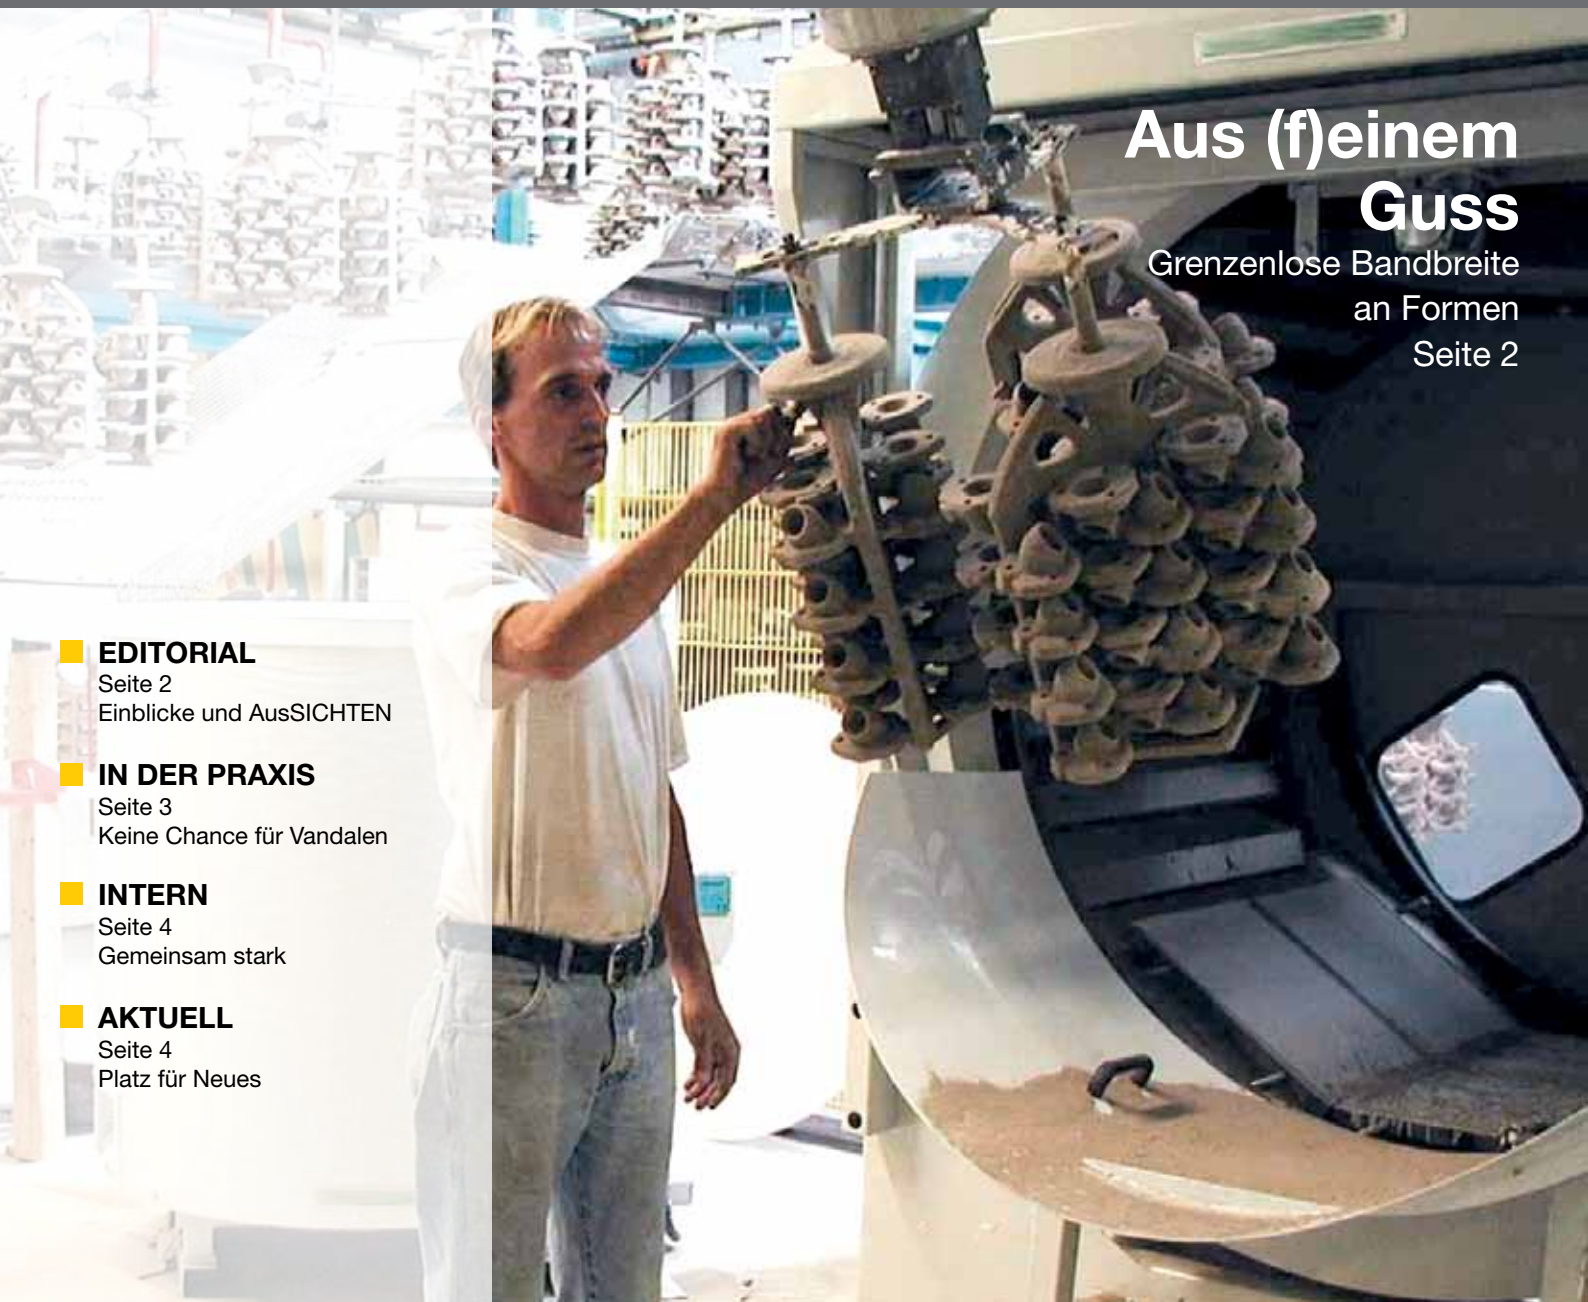 Aus (f)einem
Guss
Grenzenlose Bandbreite
an Formen
Seite 2
EDITORIAL
Seite 2
Einblicke und AusSICHTEN
IN DER PRAXIS
Seite 3
Keine Chance für Vandalen
INTERN
Seite 4
Gemeinsam stark
AKTUELL
Seite 4
Platz für Neues